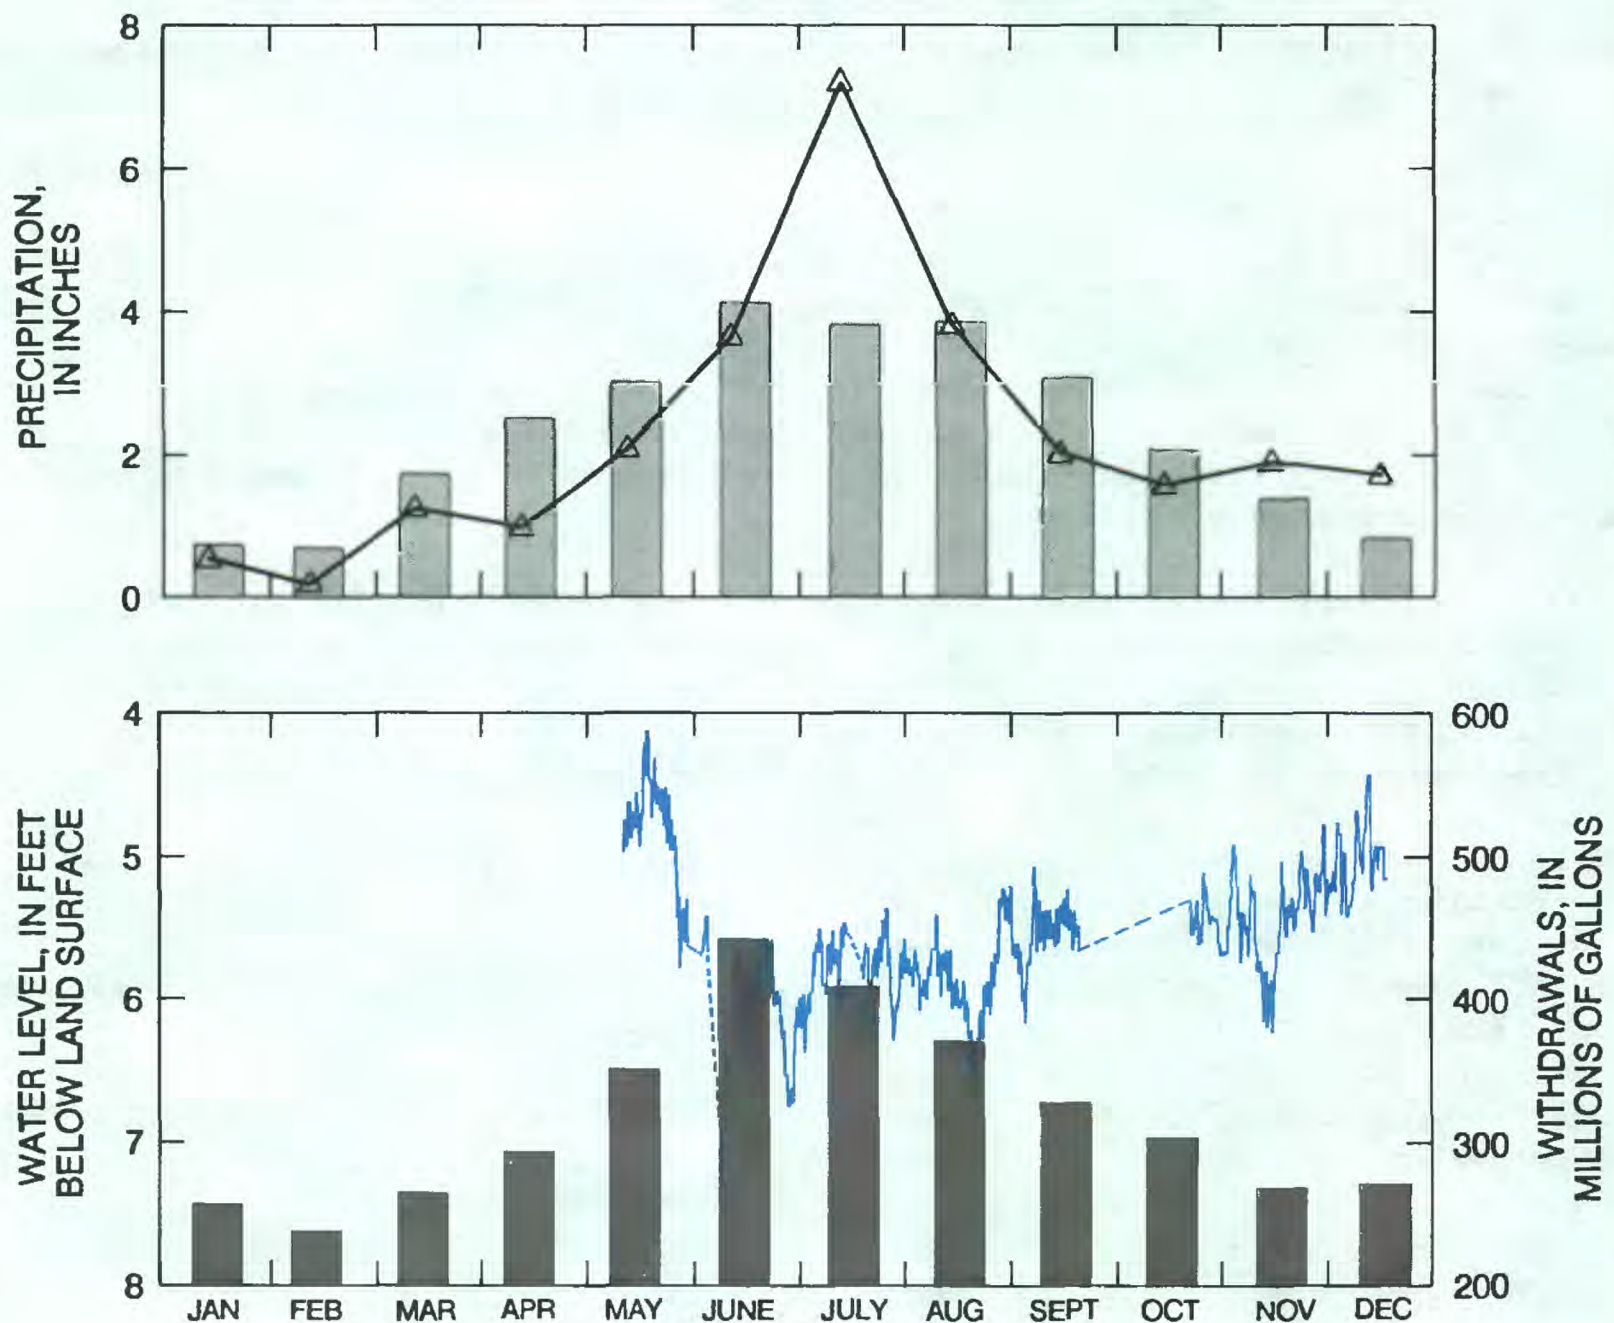 8
6
4
2
0
PRECIPITATION,
IN INCHES
4
5
6
7
8
WATER LEVEL, IN FEET
BELOW LAND SURFACE
600
500
400
300
200
WITHDRAWALS, IN
MILLIONS OF GALLONS
JAN FEB MAR APR MAY JUNE JULY AUG SEPT OCT NOV DEC